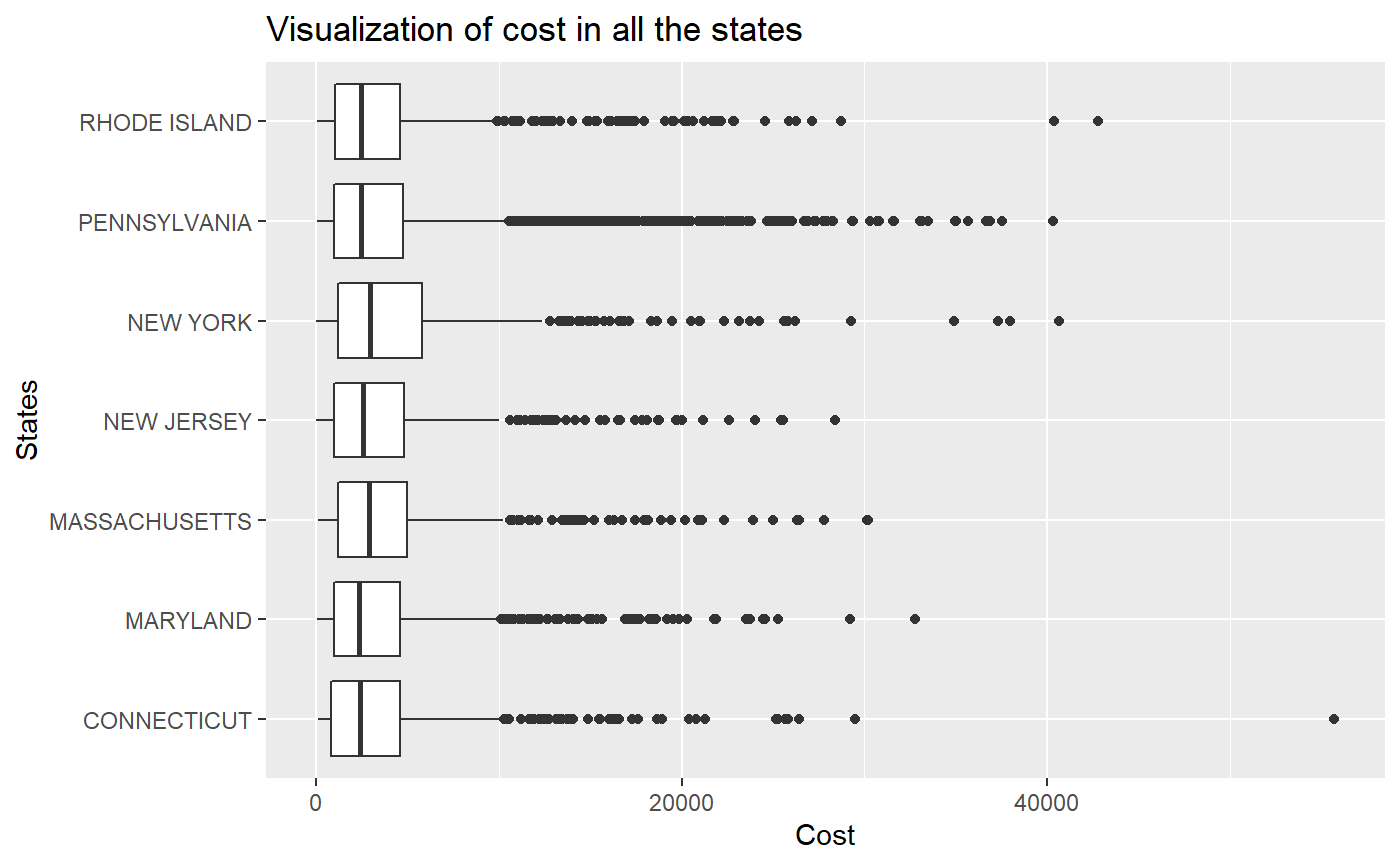 Visualization of cost in all the states
RHODE ISLAND
PENNSYLVANIA
NEW YORK
NEW JERSEY
MASSACHUSETTS
MARYLAND
CONNECTICUT
States
0 20000 40000
Cost